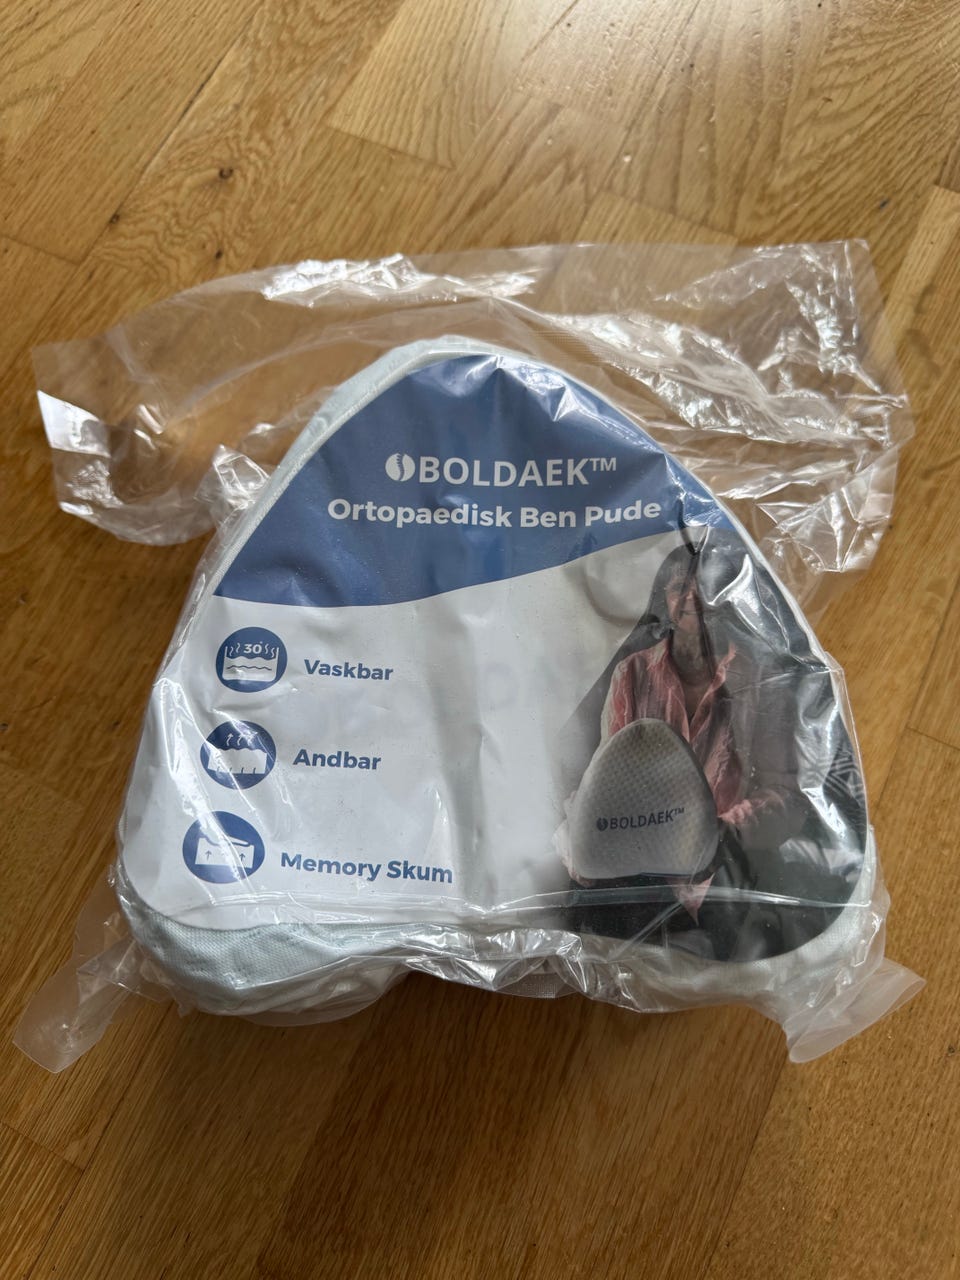 BOLDAEK™
Ortopaedisk Ben Pude
30°
Vaskbar
Andbar
Memory Skum
BOLDAEK™